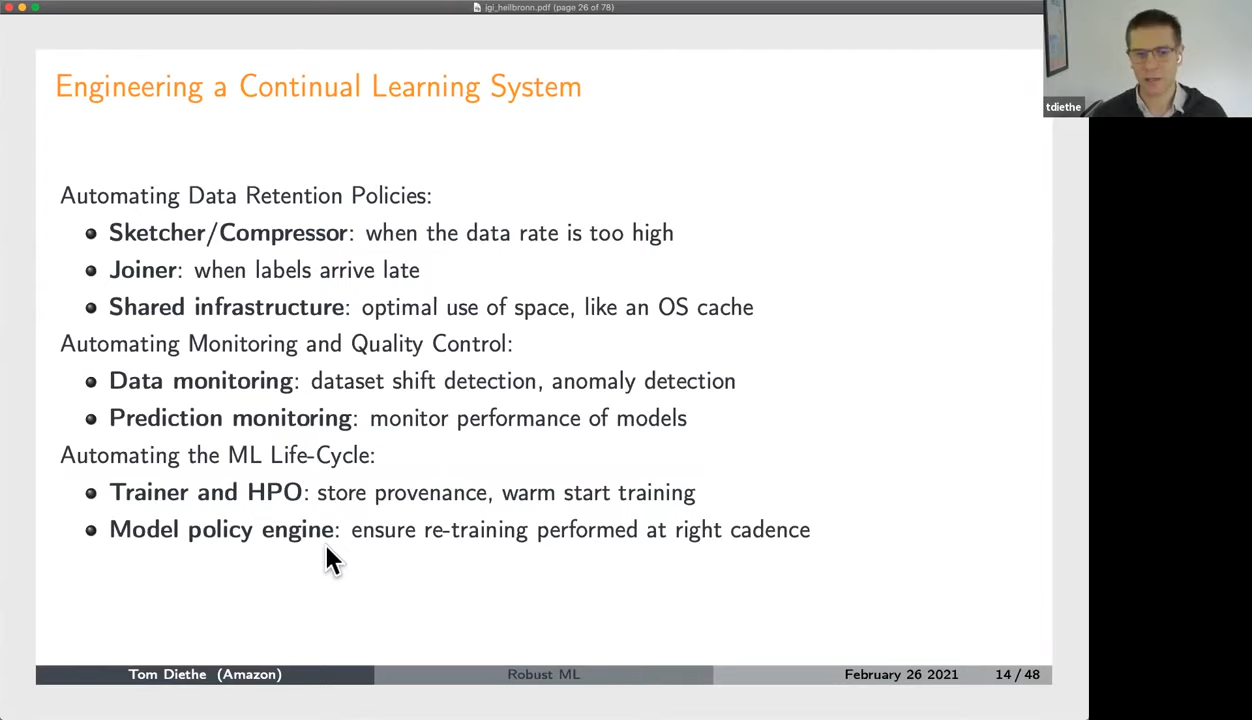 jgi_heilbronn.pdf (page 26 of 78)
Engineering a Continual Learning System
tdiethe
Automating Data Retention Policies:
Sketcher/Compressor: when the data rate is too high
Joiner: when labels arrive late
Shared infrastructure: optimal use of space, like an OS cache
Automating Monitoring and Quality Control:
Data monitoring: dataset shift detection, anomaly detection
Prediction monitoring: monitor performance of models
Automating the ML Life-Cycle:
Trainer and HPO: store provenance, warm start training
Model policy engine: ensure re-training performed at right cadence
Tom Diethe (Amazon) Robust ML February 26 2021 14 / 48